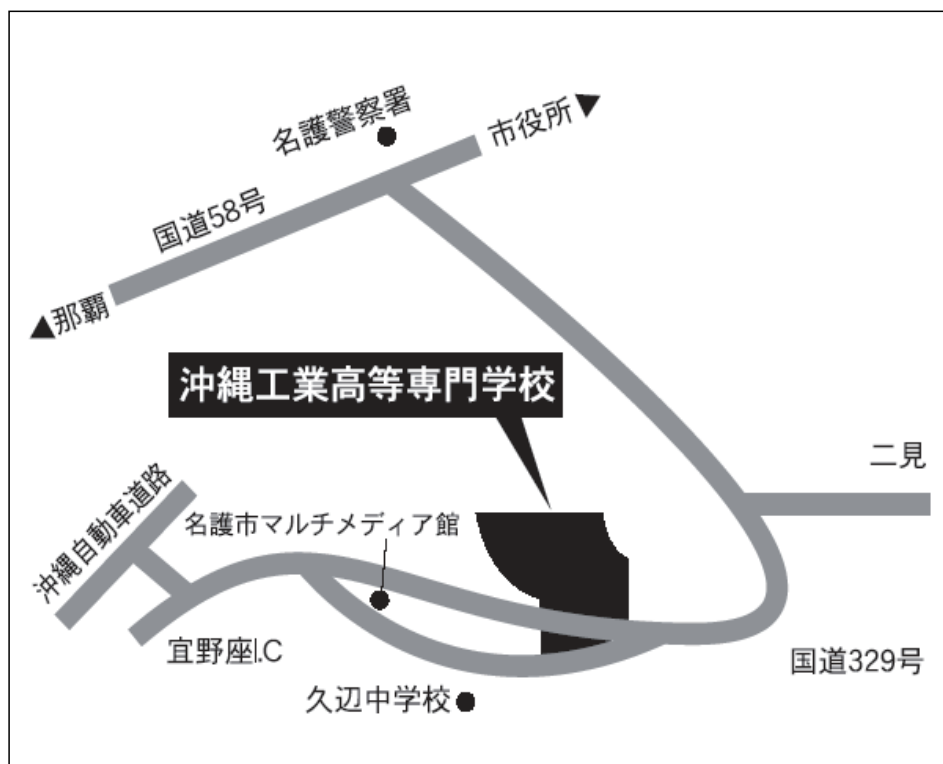 名護警察署
市役所▶
国道58号
◀那覇
沖縄工業高等専門学校
二見
沖縄自動車道路
名護市マルチメディア館
宜野座I.C
国道329号
久辺中学校